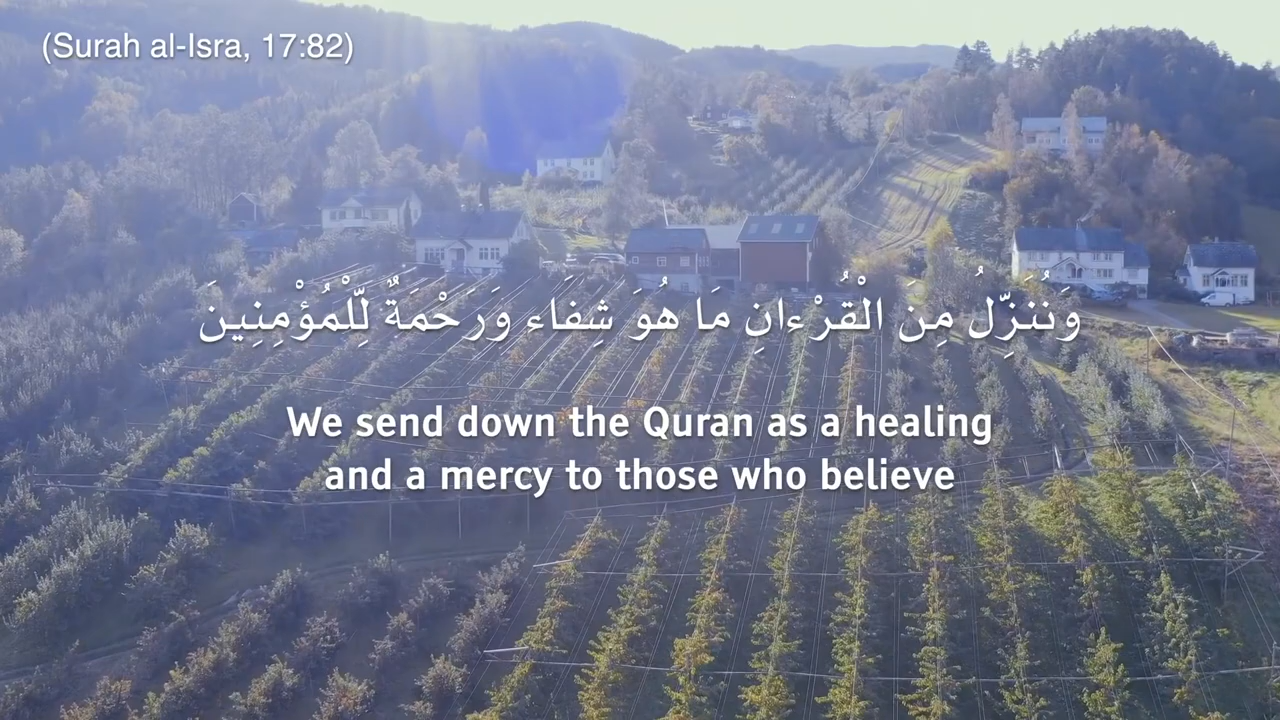 (Surah al-Isra, 17:82)
وَنُنَزِّلُ مِنَ الْقُرْءانِ مَا هُوَ شِفَاء وَرَحْمَةٌ لِّلْمُؤْمِنِينَ
We send down the Quran as a healing
and a mercy to those who believe